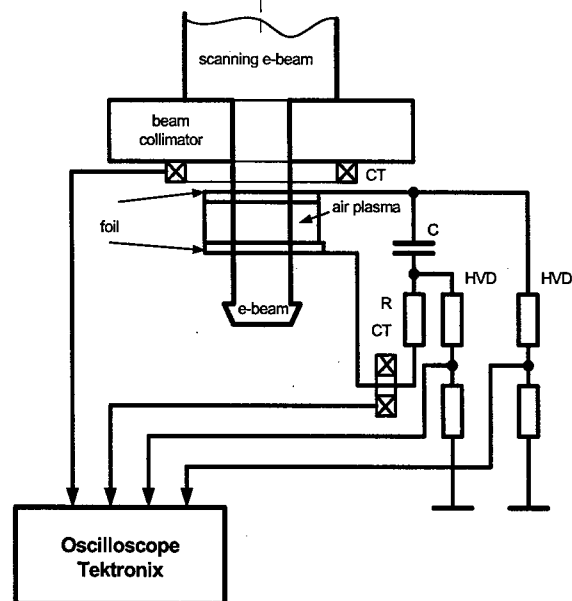 scanning e-beam
beam
collimator
CT
foil
air plasma
C
HVD
HVD
R
CT
e-beam
Oscilloscope
Tektronix